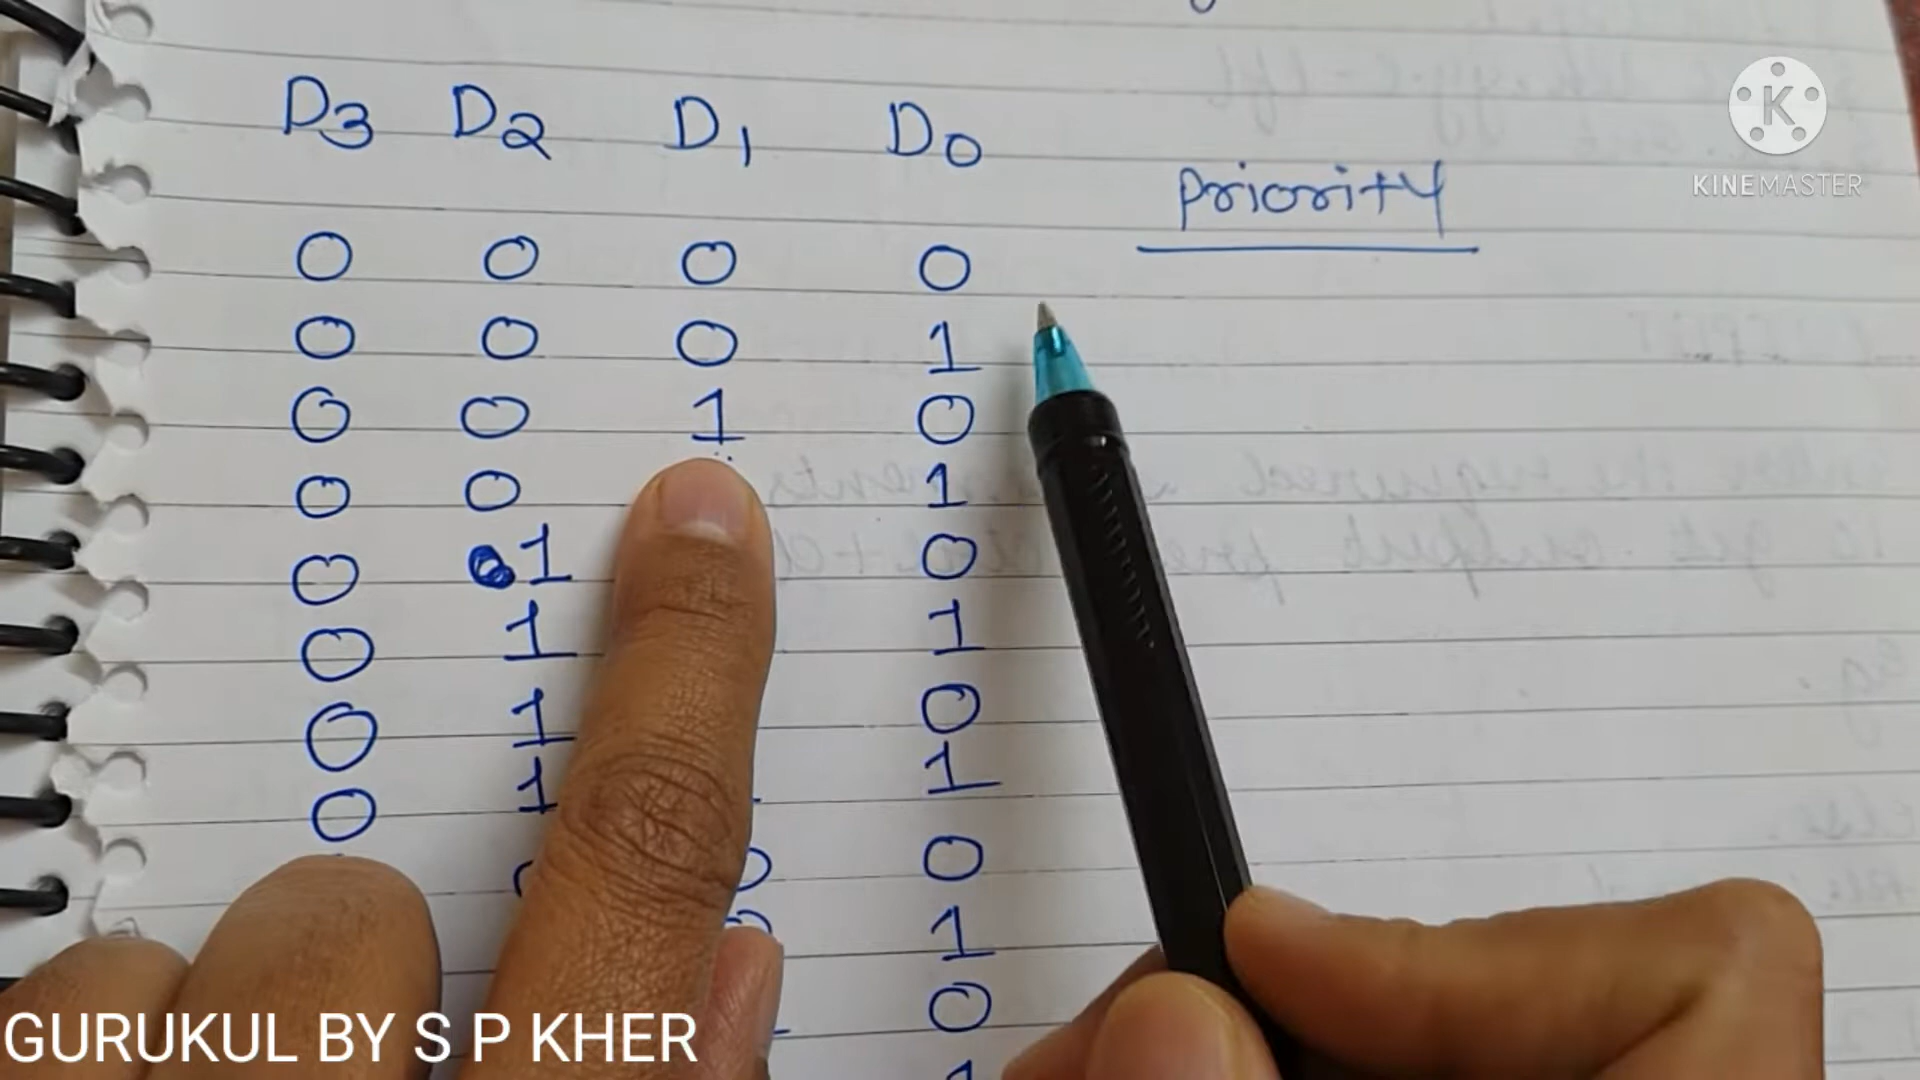 D3 D2 D1 D0
Priority
0 0 0 0
0 0 0 1
0 0 1 0
0 0 1
0 1 0
0 1 1
0 1 0
0 1 1
0
1
0
KINEMASTER
GURUKUL BY S P KHER